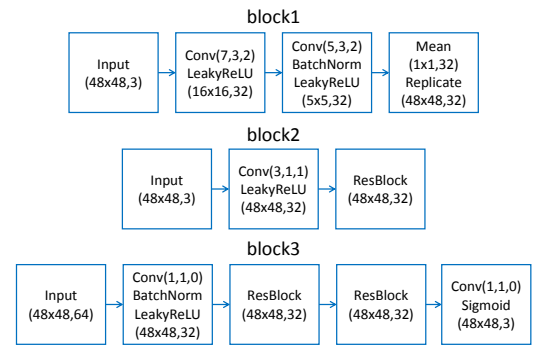 block1
Input
(48x48,3)
Conv(7,3,2)
LeakyReLU
(16x16,32)
Conv(5,3,2)
BatchNorm
LeakyReLU
(5x5,32)
Mean
(1x1,32)
Replicate
(48x48,32)
block2
Input
(48x48,3)
Conv(3,1,1)
LeakyReLU
(48x48,32)
ResBlock
(48x48,32)
block3
Input
(48x48,64)
Conv(1,1,0)
BatchNorm
LeakyReLU
(48x48,32)
ResBlock
(48x48,32)
ResBlock
(48x48,32)
Conv(1,1,0)
Sigmoid
(48x48,3)